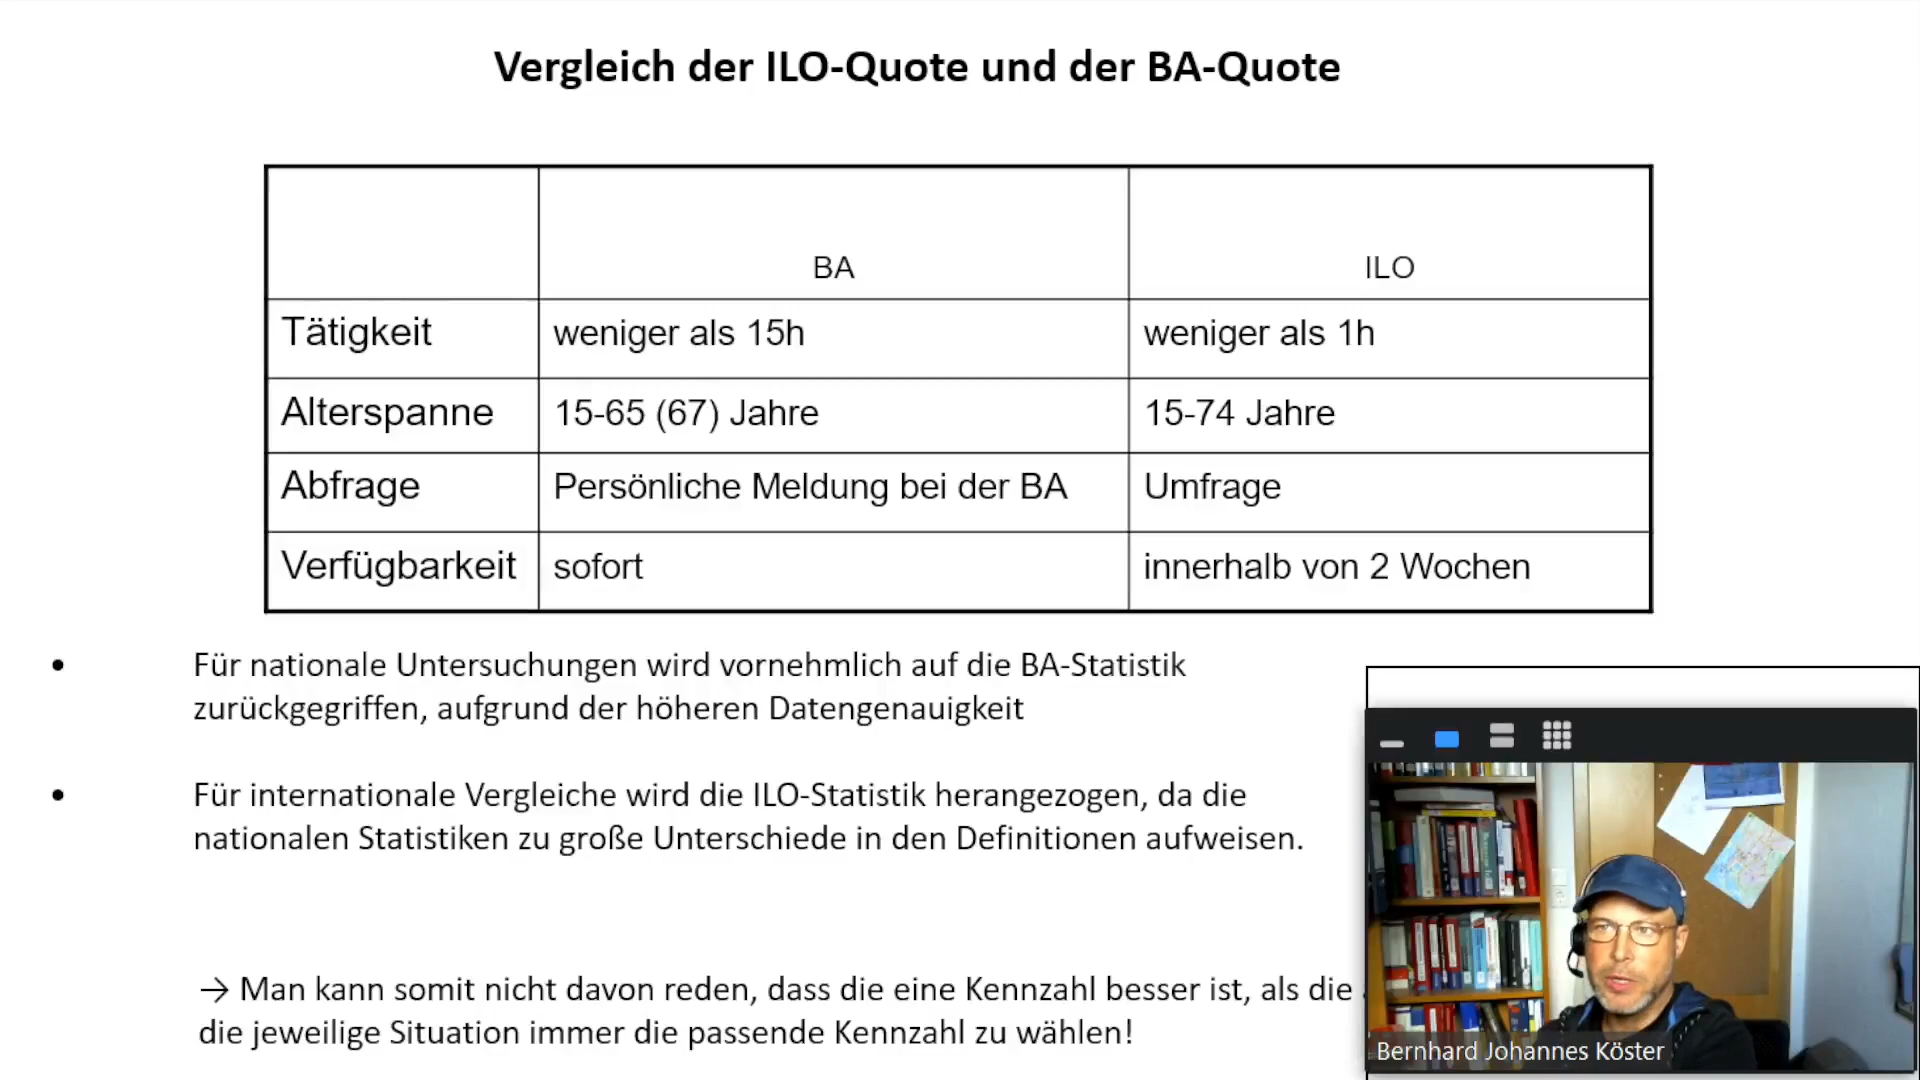 Vergleich der ILO-Quote und der BA-Quote
BA ILO
Tätigkeit weniger als 15h weniger als 1h
Alterspanne 15-65 (67) Jahre 15-74 Jahre
Abfrage Persönliche Meldung bei der BA Umfrage
Verfügbarkeit sofort innerhalb von 2 Wochen
• Für nationale Untersuchungen wird vornehmlich auf die BA-Statistik
zurückgegriffen, aufgrund der höheren Datengenauigkeit
• Für internationale Vergleiche wird die ILO-Statistik herangezogen, da die
nationalen Statistiken zu große Unterschiede in den Definitionen aufweisen.
→ Man kann somit nicht davon reden, dass die eine Kennzahl besser ist, als die
die jeweilige Situation immer die passende Kennzahl zu wählen!
Bernhard Johannes Köster